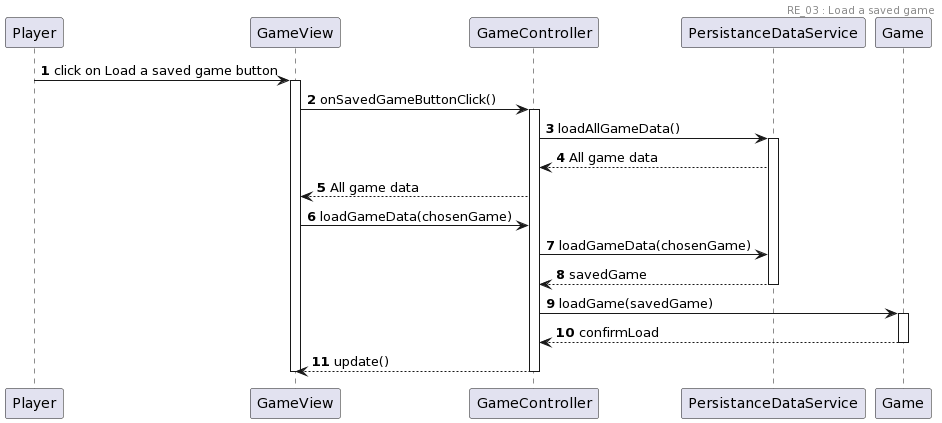 RE_03 : Load a saved game
Player GameView GameController PersistanceDataService Game
1 click on Load a saved game button
2 onSavedGameButtonClick()
3 loadAllGameData()
4 All game data
5 All game data
6 loadGameData(chosenGame)
7 loadGameData(chosenGame)
8 savedGame
9 loadGame(savedGame)
10 confirmLoad
11 update()
Player GameView GameController PersistanceDataService Game